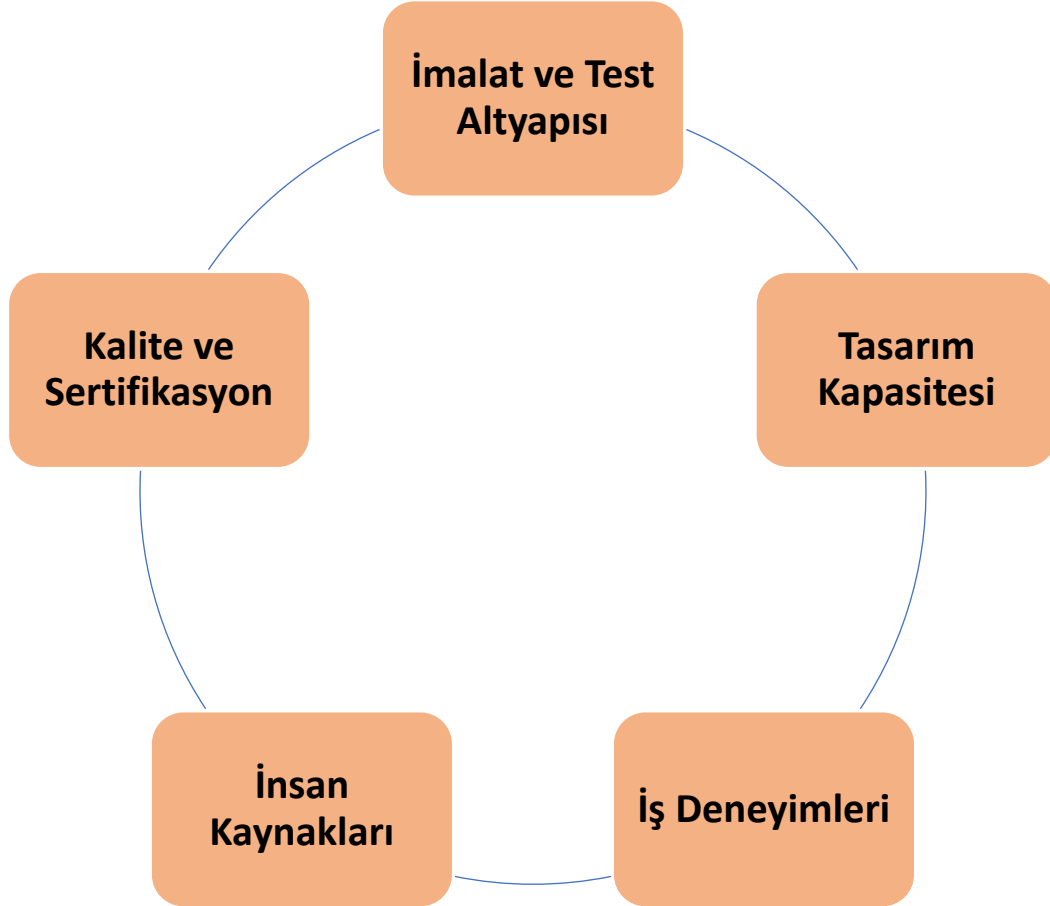 İmalat ve Test
Altyapısı
Tasarım
Kapasitesi
İş Deneyimleri
İnsan
Kaynakları
Kalite ve
Sertifikasyon